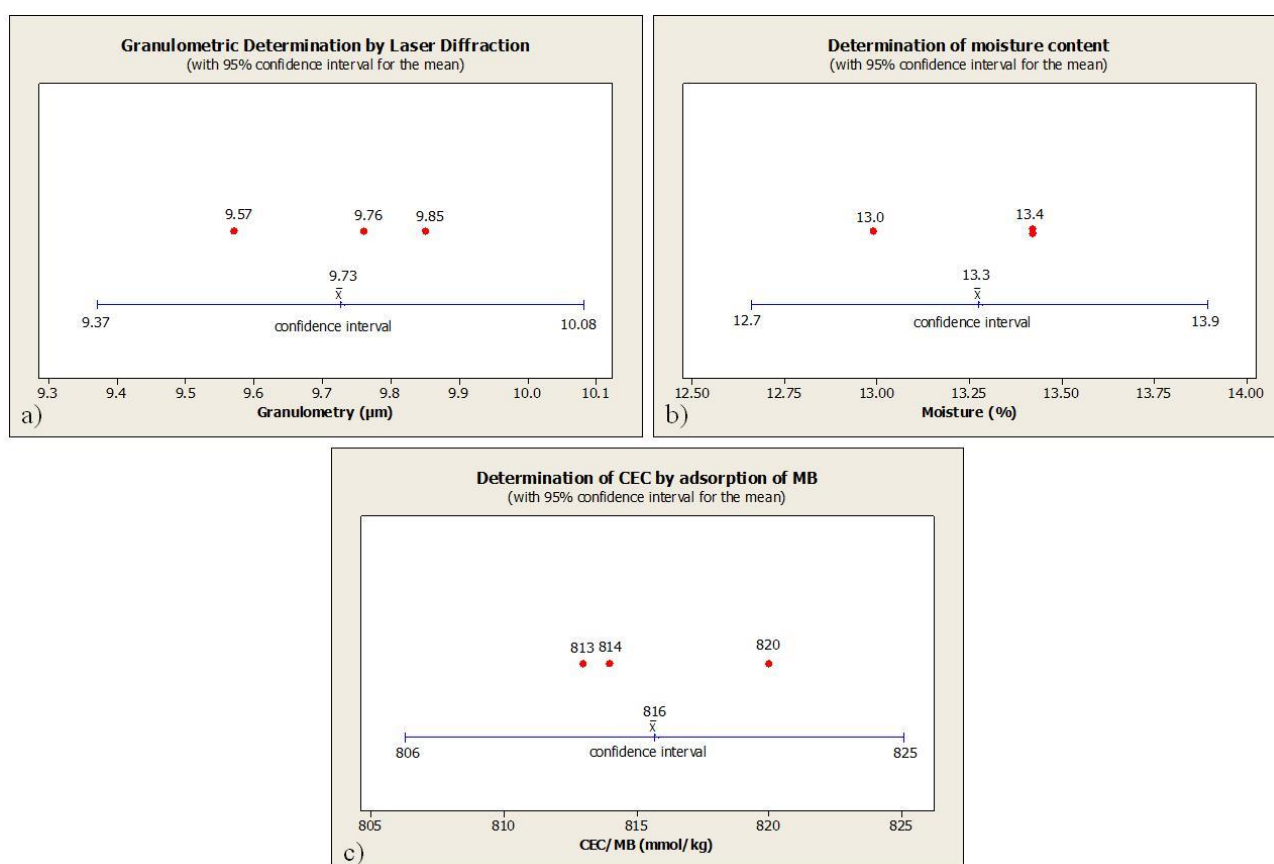 Granulometric Determination by Laser Diffraction
(with 95% confidence interval for the mean)
9.57 9.76 9.85
9.73
x̄
9.37 confidence interval 10.08
9.3 9.4 9.5 9.6 9.7 9.8 9.9 10.0 10.1
Granulometry (µm)
a)
Determination of moisture content
(with 95% confidence interval for the mean)
13.0 13.4
13.3
x̄
12.7 confidence interval 13.9
12.50 12.75 13.00 13.25 13.50 13.75 14.00
Moisture (%)
b)
Determination of CEC by adsorption of MB
(with 95% confidence interval for the mean)
813 814 820
816
x̄
806 confidence interval 825
805 810 815 820 825
CEC/MB (mmol/kg)
c)